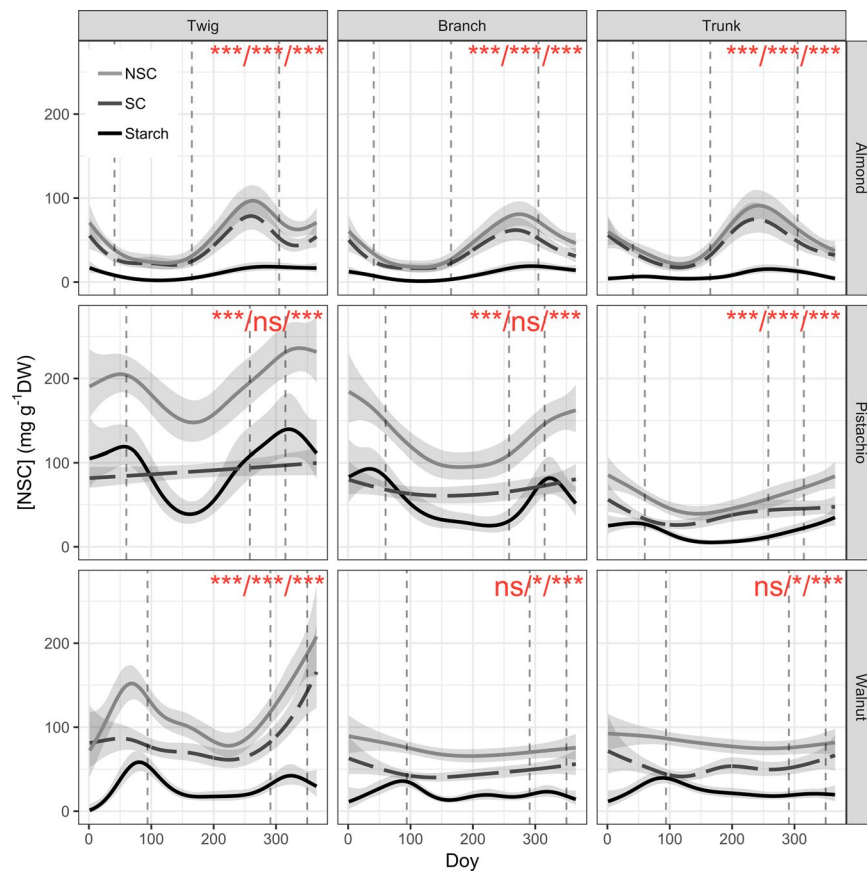 Twig Branch Trunk
***/***/*** ***/***/*** ***/***/***
NSC
SC
Starch
200
100
0
Almond
***/ns/*** ***/ns/*** ***/***/***
200
100
0
Pistachio
[NSC] (mg g⁻¹DW)
***/***/*** ns/*/*** ns/*/***
200
100
0
Walnut
0 100 200 300 0 100 200 300 0 100 200 300
Doy